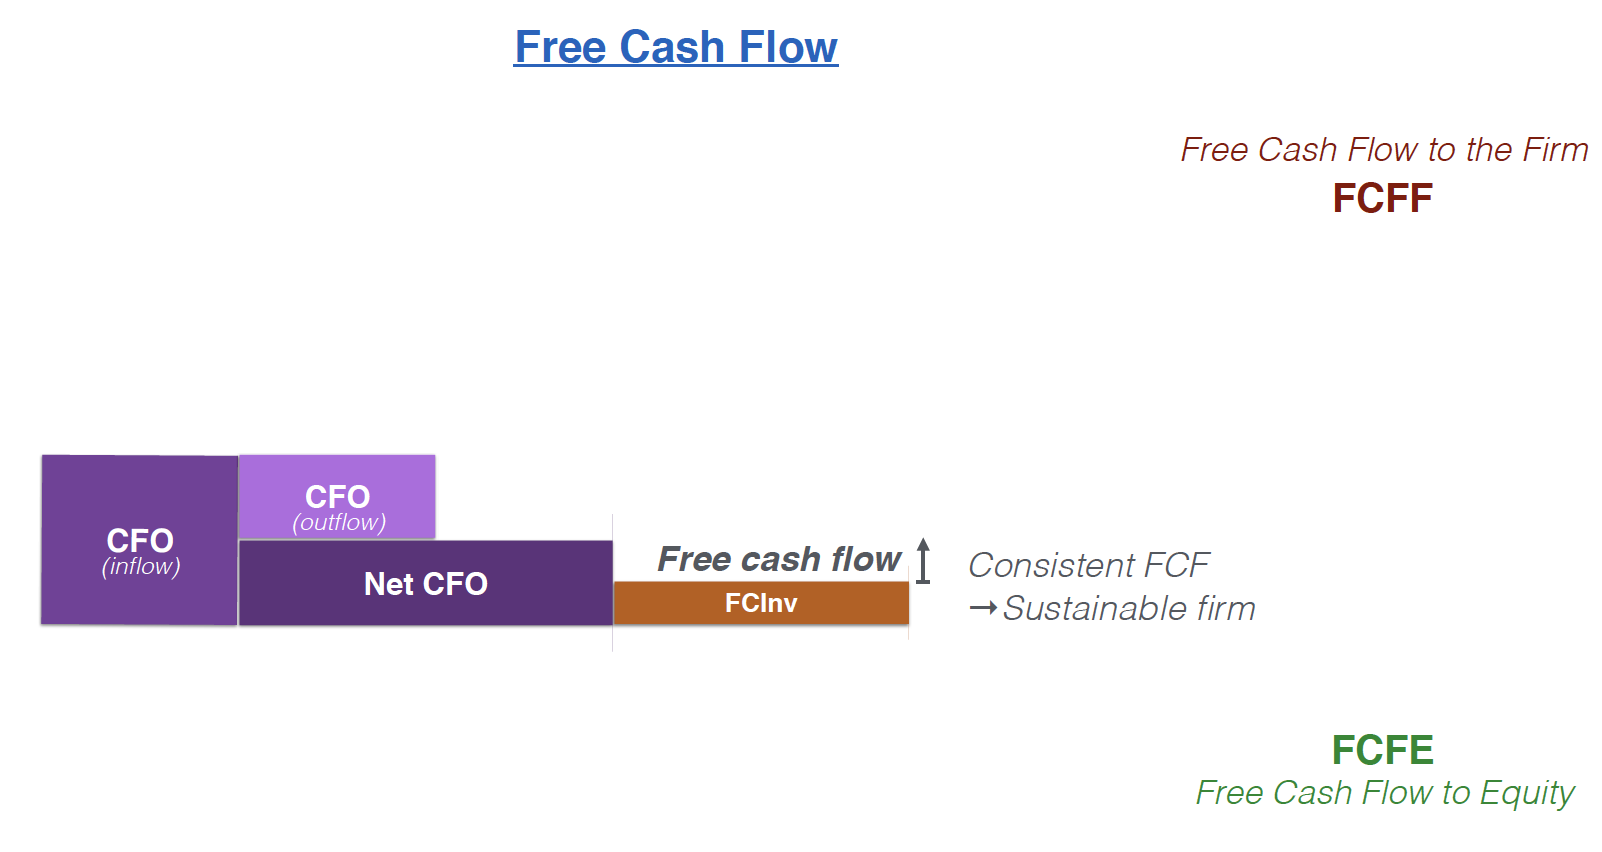 Free Cash Flow
Free Cash Flow to the Firm
FCFF
CFO
(inflow)
CFO
(outflow)
Net CFO
Free cash flow
FCInv
Consistent FCF
→ Sustainable firm
FCFE
Free Cash Flow to Equity